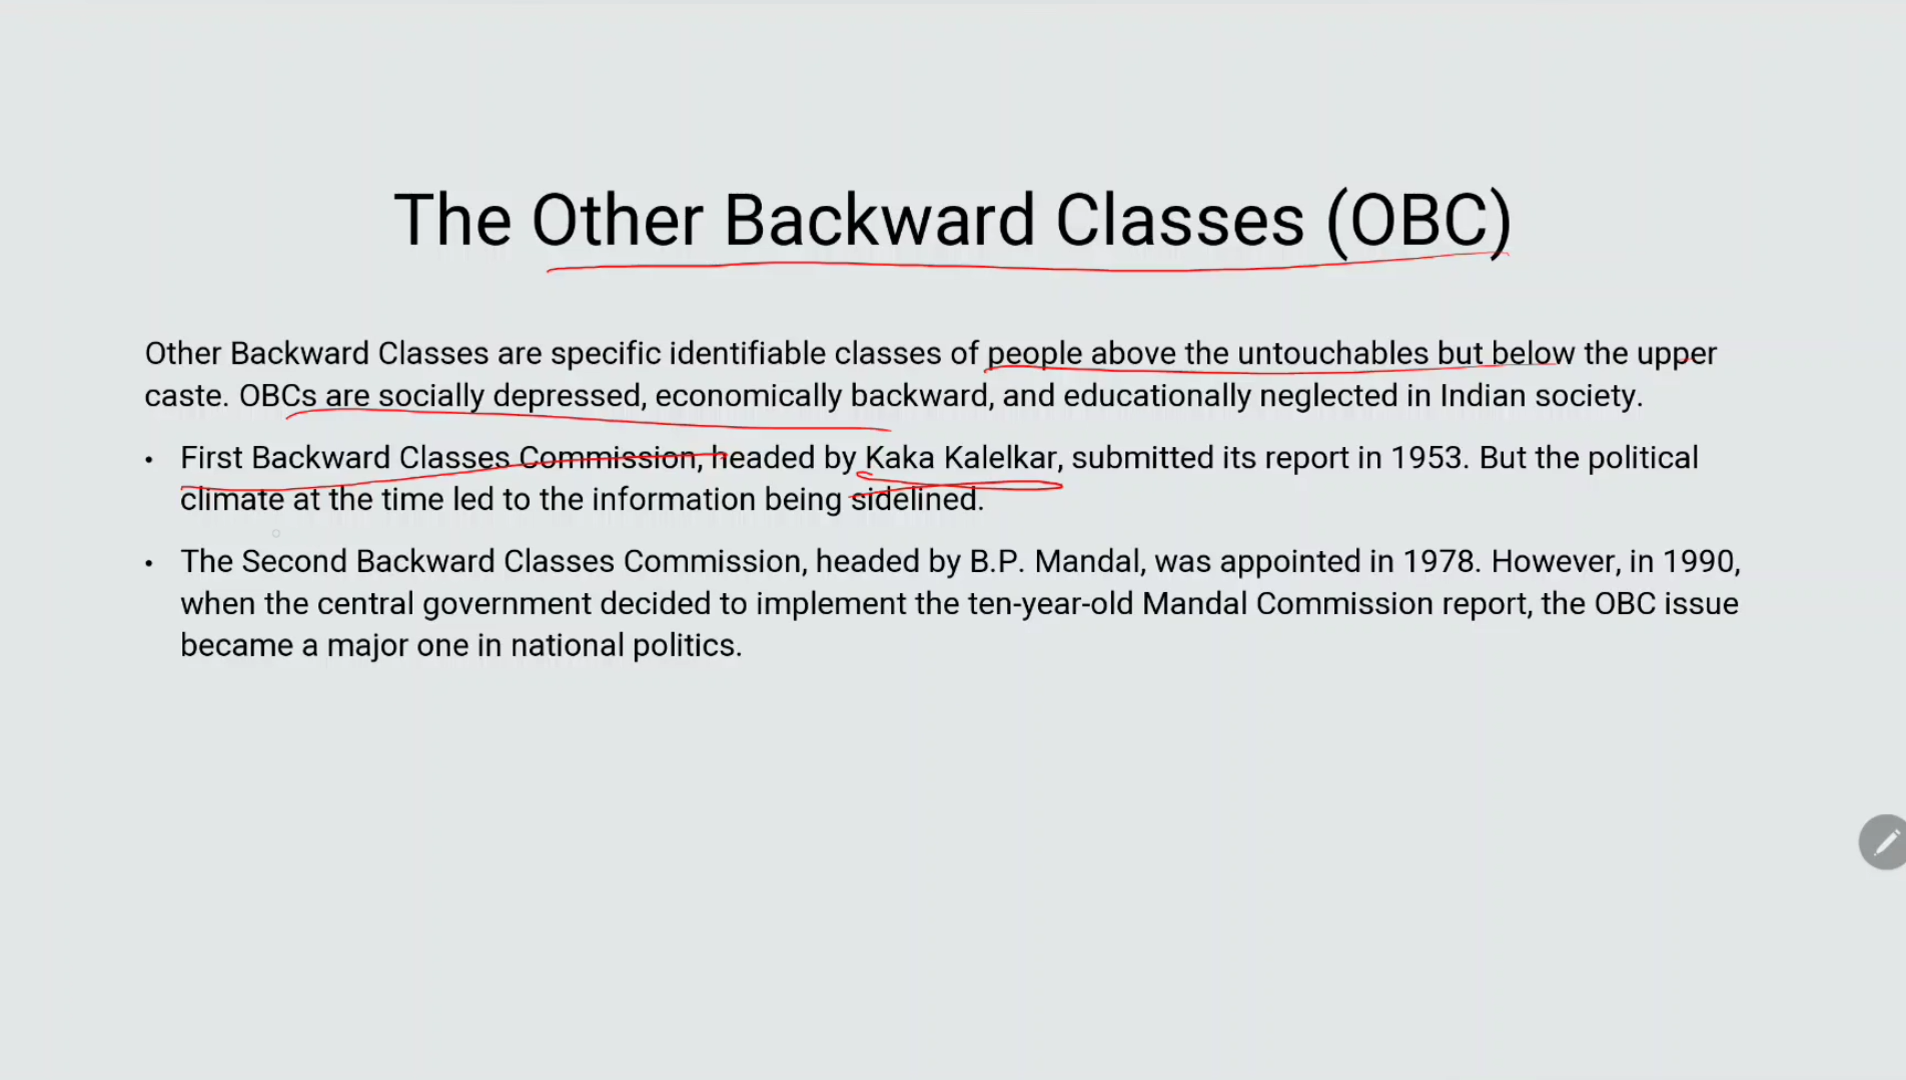 The Other Backward Classes (OBC)
Other Backward Classes are specific identifiable classes of people above the untouchables but below the upper
caste. OBCs are socially depressed, economically backward, and educationally neglected in Indian society.
• First Backward Classes Commission, headed by Kaka Kalelkar, submitted its report in 1953. But the political
climate at the time led to the information being sidelined.
• The Second Backward Classes Commission, headed by B.P. Mandal, was appointed in 1978. However, in 1990,
when the central government decided to implement the ten-year-old Mandal Commission report, the OBC issue
became a major one in national politics.